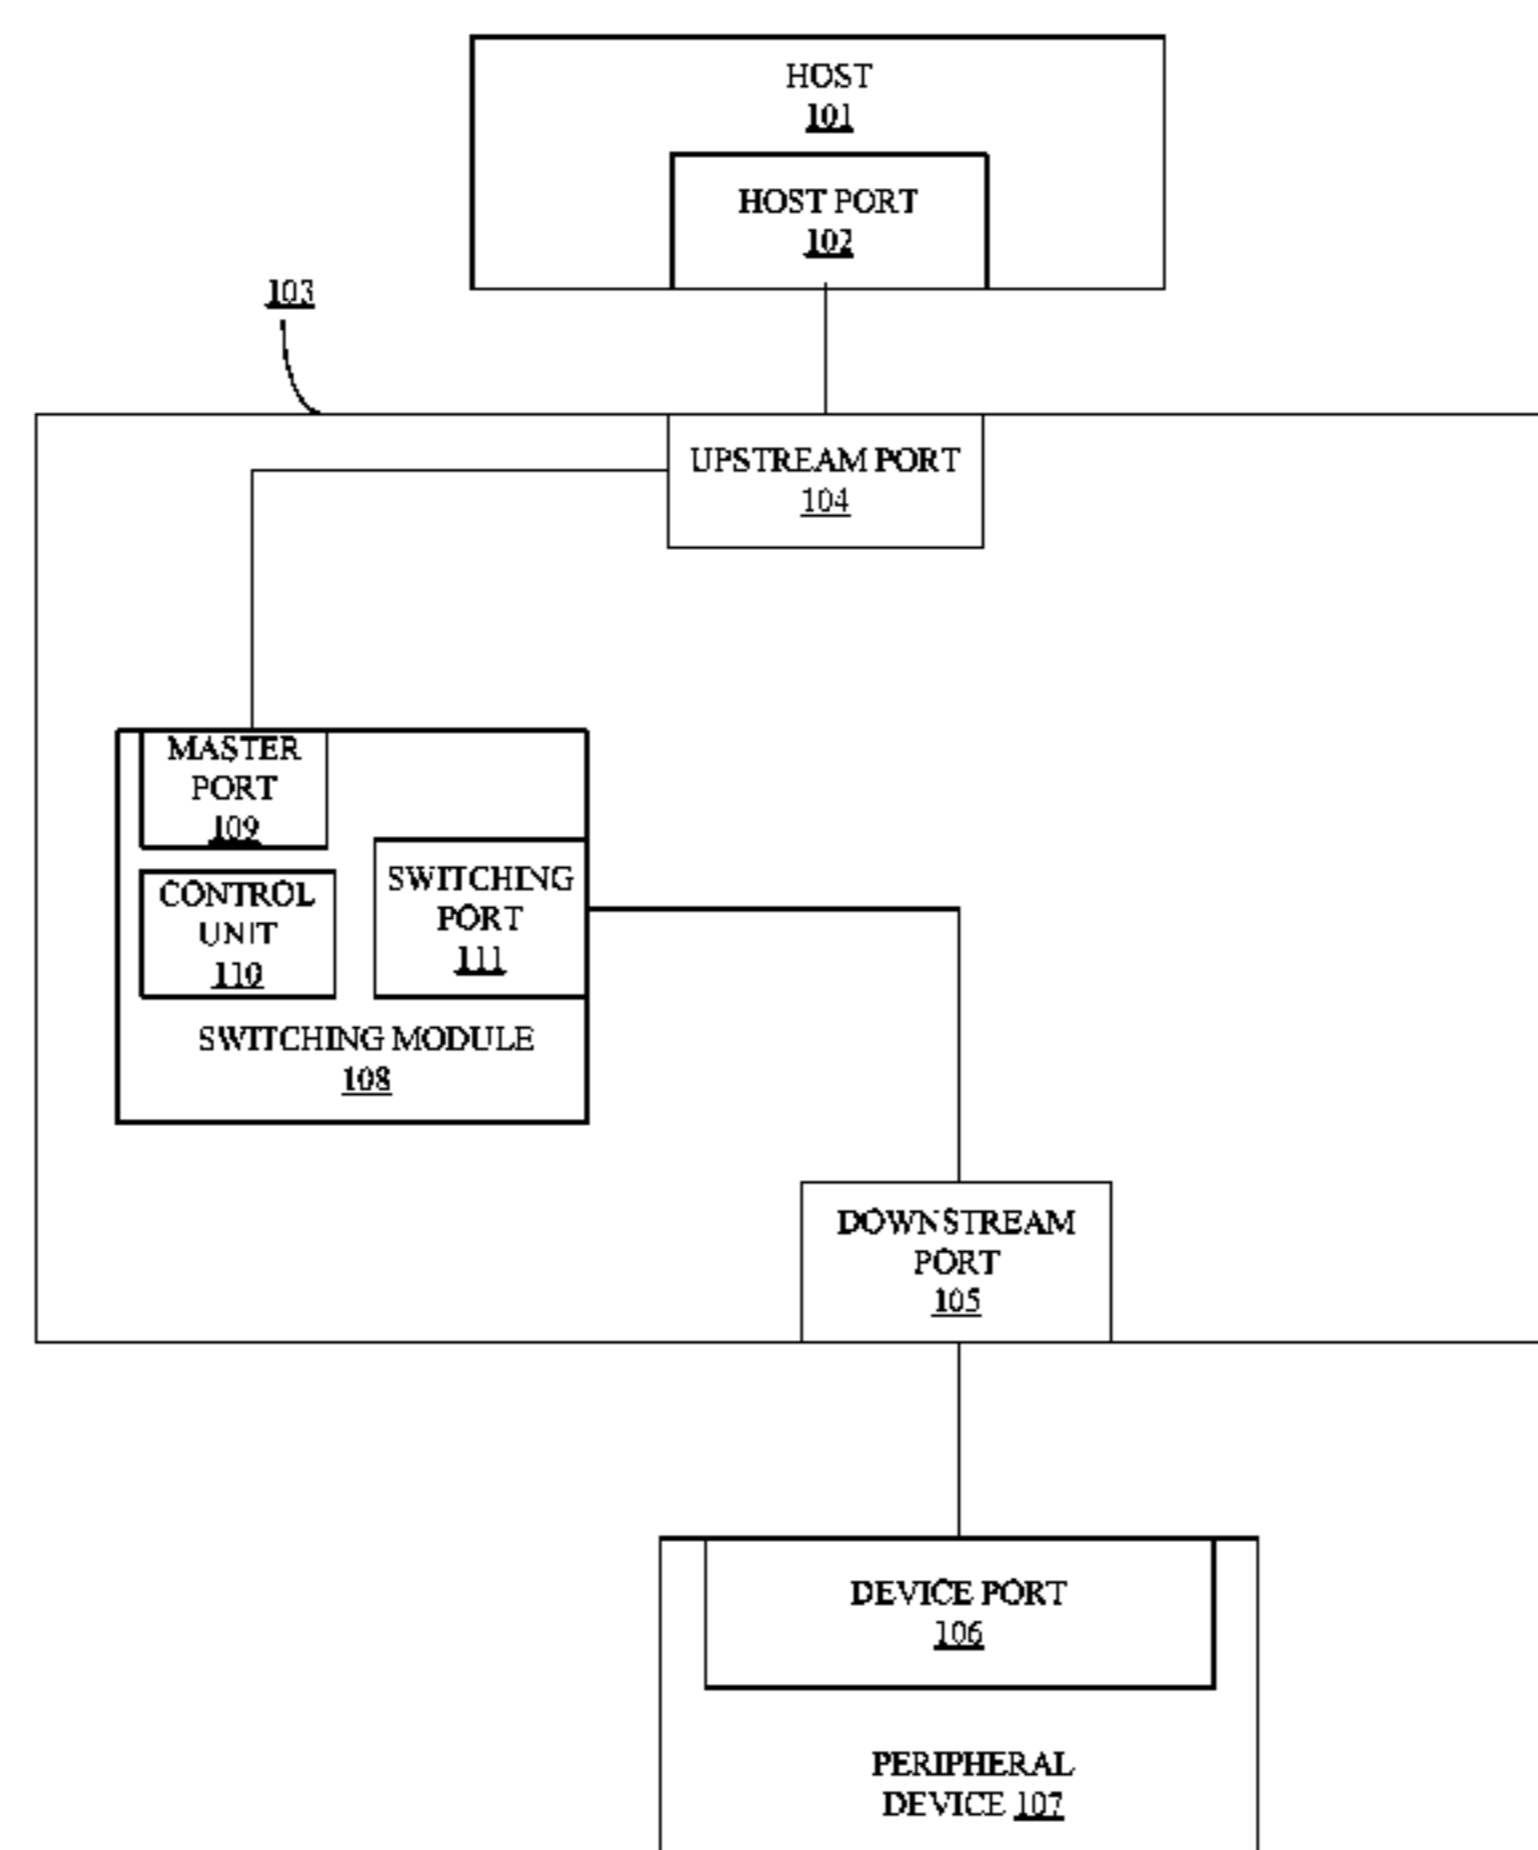 HOST
101
HOST PORT
102
103
UPSTREAM PORT
104
MASTER
PORT
109
CONTROL
UNIT
110
SWITCHING
PORT
111
SWITCHING MODULE
108
DOWNSTREAM
PORT
105
DEVICE PORT
106
PERIPHERAL
DEVICE 107